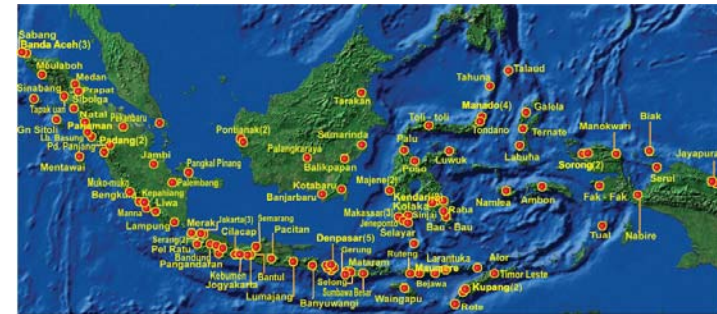 Sabang
Banda Aceh(3)
Moulaboh
Medan
Prapat
Sinabang
Sibolga
Tapak uan
Natal
Pekanbaru
Gn Sitoli
Pariaman
Lb. Basung
Padang(2)
Pd. Panjang
Mentawai
Jambi
Pangkal Pinang
Muko-muko
Kepahiang
Palembang
Bengkulu
Liwa
Manna
Lampung
Merak
Jakarta(3)
Semarang
Serang(2)
Cilacap
Pacitan
Pel Ratu
Bandung
Pangandaran
Kebumen
Bantul
Jogyakarta
Lumajang
Banyuwangi
Denpasar(5)
Gerung
Mataram
Selong
Sumbawa Besar
Pontianak(2)
Tarakan
Samarinda
Palangkaraya
Balikpapan
Kotabaru
Banjarbaru
Talaud
Tahuna
Manado(4)
Toli - toli
Tondano
Galela
Ternate
Palu
Luwuk
Labuha
Poso
Majene(2)
Kendari(3)
Kolaka
Makasaar(3)
Sinjai
Raha
Jeneponto
Bau - Bau
Selayar
Namlea
Ambon
Ruteng
Larantuka
Alor
Maumere
Timor Leste
Bejawa
Waingapu
Kupang(2)
Rote
Manokwari
Biak
Sorong(2)
Jayapura
Serui
Fak - Fak
Nabire
Tual